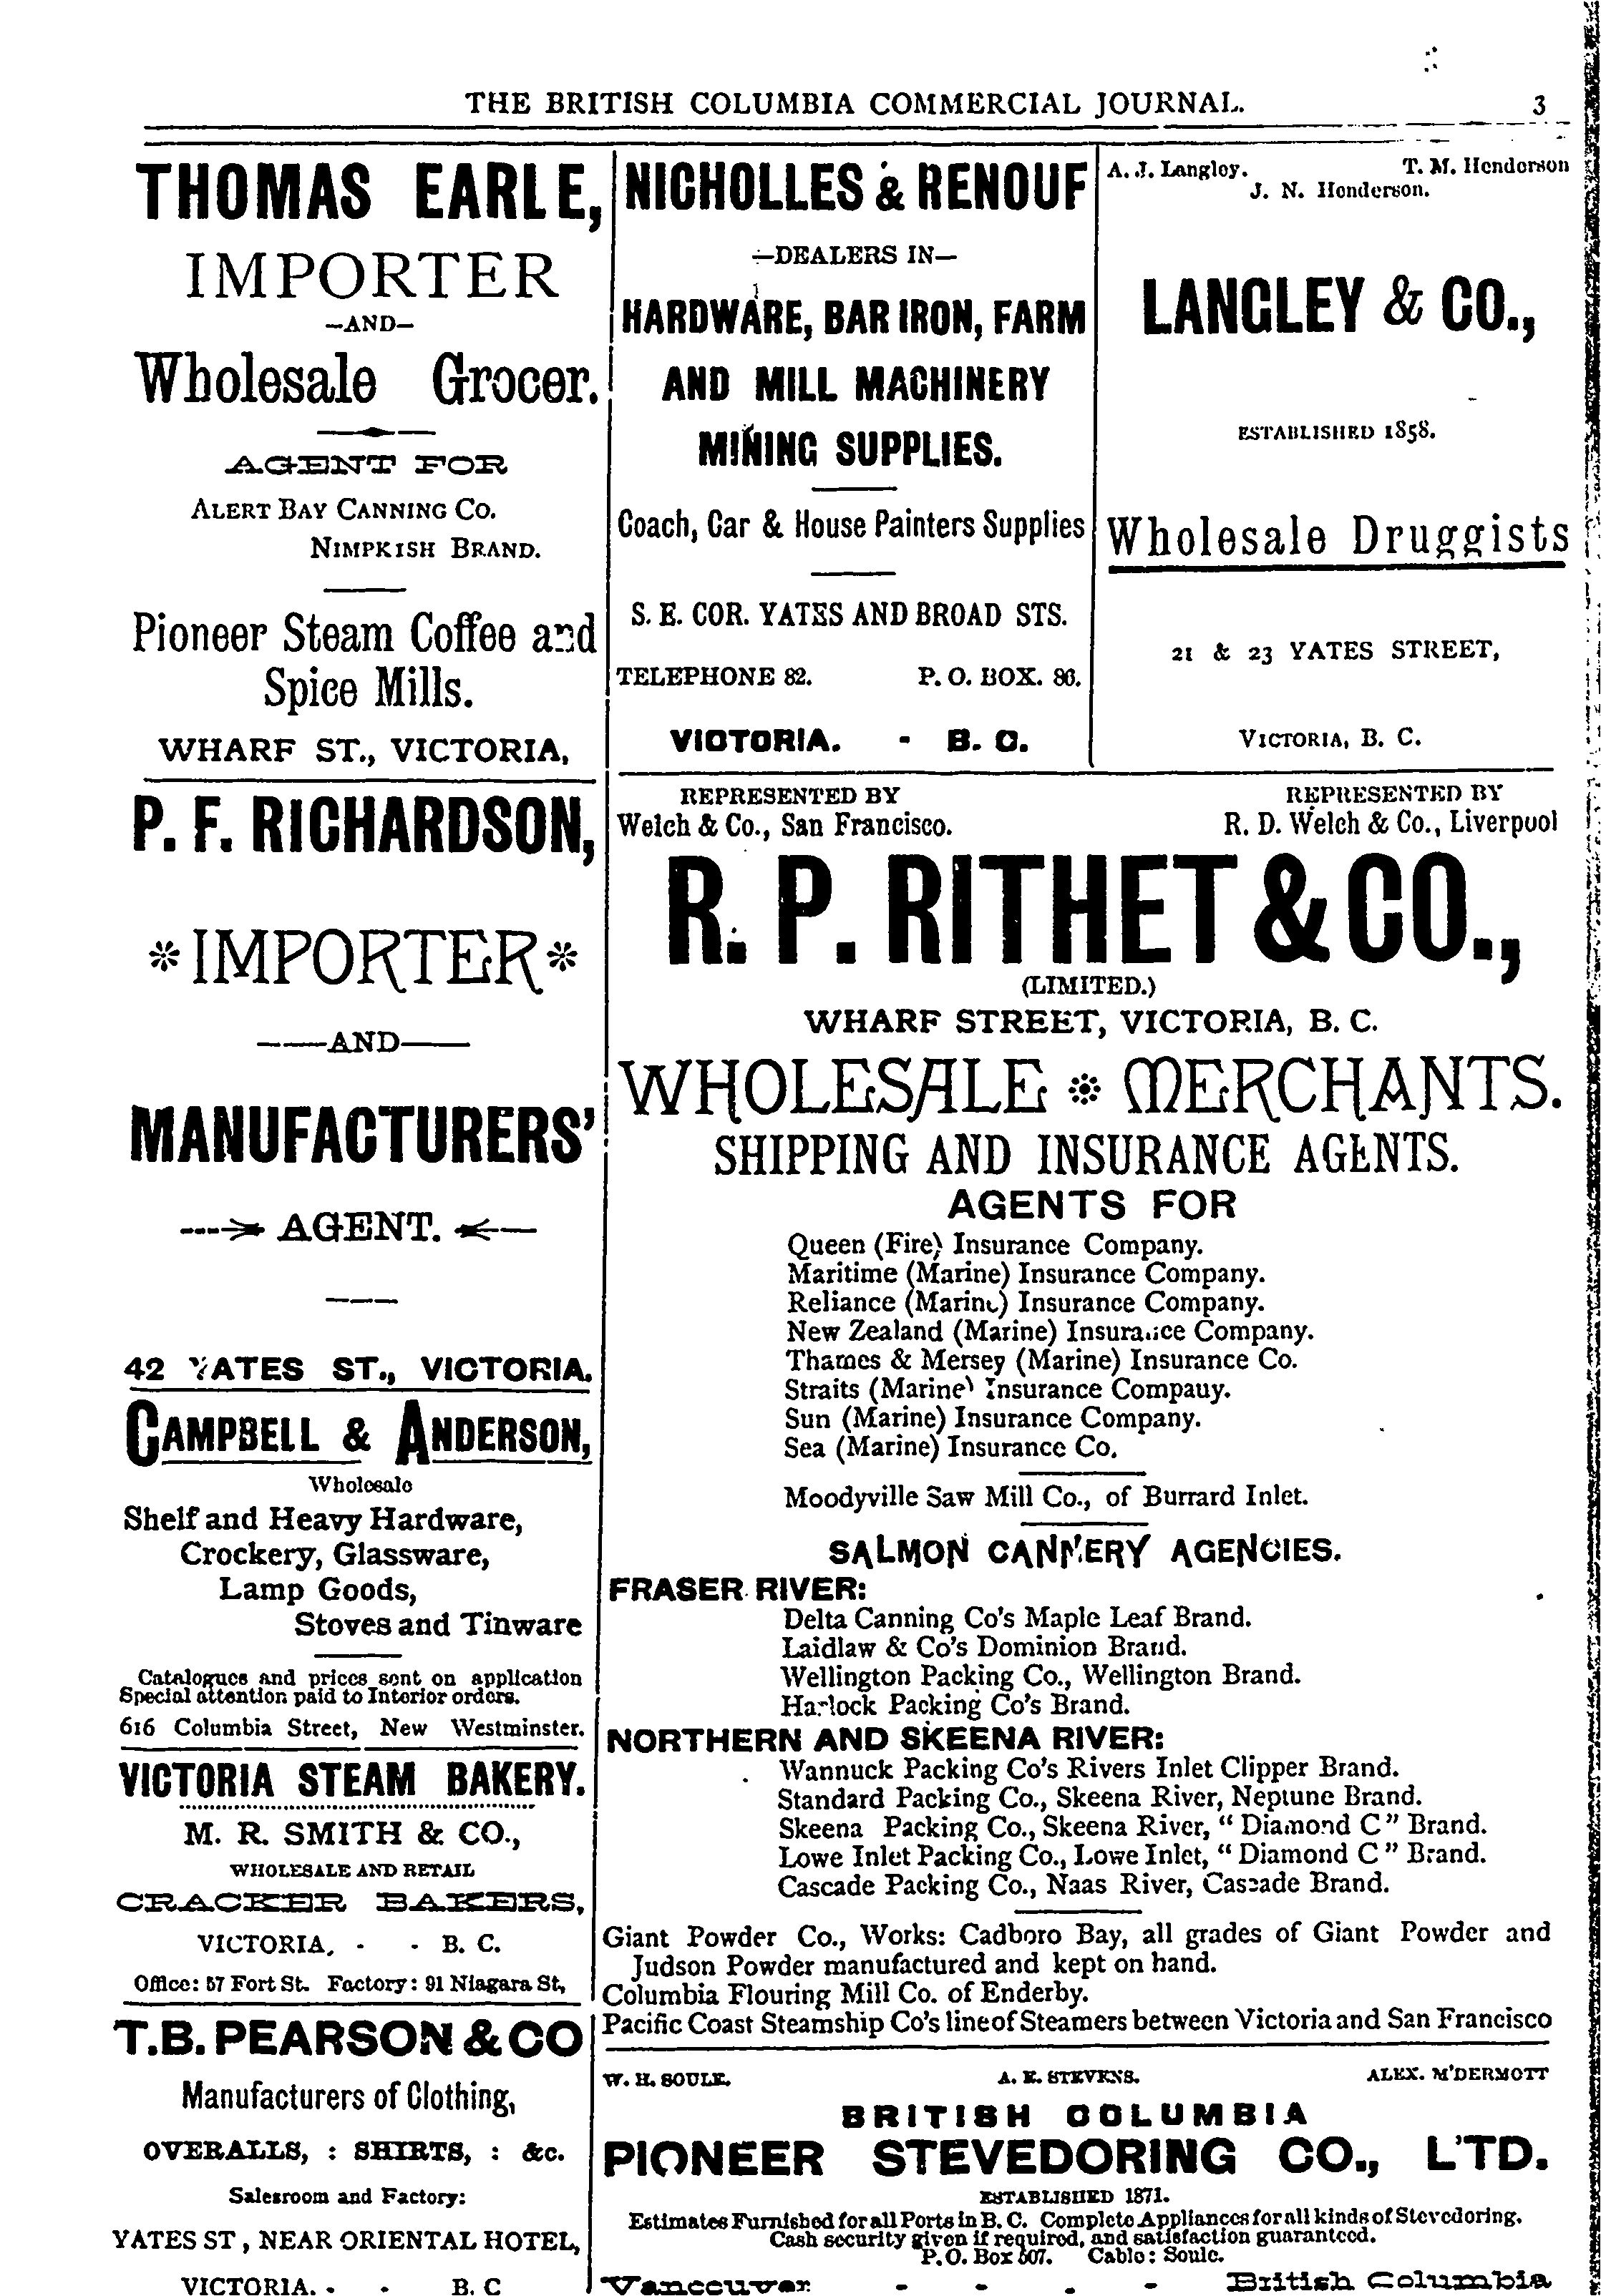 THE BRITISH COLUMBIA COMMERCIAL JOURNAL.
3
THOMAS EARLE,
IMPORTER
—AND—
Wholesale Grocer.
AGENT FOR
ALERT BAY CANNING CO.
NIMPKISH BRAND.
Pioneer Steam Coffee and
Spice Mills.
WHARF ST., VICTORIA,
P. F. RICHARDSON,
*IMPORTER*
——AND——
MANUFACTURERS'
AGENT.
42 YATES ST., VICTORIA.
CAMPBELL & ANDERSON,
Wholesale
Shelf and Heavy Hardware,
Crockery, Glassware,
Lamp Goods,
Stoves and Tinware
Catalogues and prices sent on application
Special attention paid to Interior orders.
616 Columbia Street, New Westminster.
VICTORIA STEAM BAKERY.
M. R. SMITH & CO.,
WHOLESALE AND RETAIL
CRACKER BAKERS,
VICTORIA, - - B. C.
Office: 57 Fort St. Factory: 91 Niagara St,
T.B. PEARSON & CO
Manufacturers of Clothing,
OVERALLS, : SHIRTS, : &c.
Salesroom and Factory:
YATES ST, NEAR ORIENTAL HOTEL,
VICTORIA. - - B. C
NICHOLLES & RENOUF
—DEALERS IN—
HARDWARE, BAR IRON, FARM
AND MILL MACHINERY
MINING SUPPLIES.
Coach, Car & House Painters Supplies
S. E. COR. YATES AND BROAD STS.
TELEPHONE 82. P. O. BOX. 86.
VICTORIA. - B. C.
A. J. Langley. T. M. Henderson
J. N. Henderson.
LANGLEY & CO.,
ESTABLISHED 1858.
Wholesale Druggists
21 & 23 YATES STREET,
VICTORIA, B. C.
REPRESENTED BY REPRESENTED BY
Welch & Co., San Francisco. R. D. Welch & Co., Liverpool
R. P. RITHET & CO.,
(LIMITED.)
WHARF STREET, VICTORIA, B. C.
WHOLESALE * MERCHANTS.
SHIPPING AND INSURANCE AGENTS.
AGENTS FOR
Queen (Fire) Insurance Company.
Maritime (Marine) Insurance Company.
Reliance (Marine) Insurance Company.
New Zealand (Marine) Insurance Company.
Thames & Mersey (Marine) Insurance Co.
Straits (Marine) Insurance Compauy.
Sun (Marine) Insurance Company.
Sea (Marine) Insurance Co.
Moodyville Saw Mill Co., of Burrard Inlet.
SALMON CANNERY AGENCIES.
FRASER RIVER:
Delta Canning Co's Maple Leaf Brand.
Laidlaw & Co's Dominion Brand.
Wellington Packing Co., Wellington Brand.
Harlock Packing Co's Brand.
NORTHERN AND SKEENA RIVER:
Wannuck Packing Co's Rivers Inlet Clipper Brand.
Standard Packing Co., Skeena River, Neptune Brand.
Skeena Packing Co., Skeena River, " Diamond C " Brand.
Lowe Inlet Packing Co., Lowe Inlet, " Diamond C " Brand.
Cascade Packing Co., Naas River, Cascade Brand.
Giant Powder Co., Works: Cadboro Bay, all grades of Giant Powder and
Judson Powder manufactured and kept on hand.
Columbia Flouring Mill Co. of Enderby.
Pacific Coast Steamship Co's line of Steamers between Victoria and San Francisco
W. H. SOULE. A. E. STEVENS. ALEX. M'DERMOTT
BRITISH COLUMBIA
PIONEER STEVEDORING CO., L'TD.
ESTABLISHED 1871.
Estimates Furnished for all Ports in B. C. Complete Appliances for all kinds of Stevedoring.
Cash security given if required, and satisfaction guaranteed.
P. O. Box 507. Cable: Soule.
Vancouver - - - - British Columbia